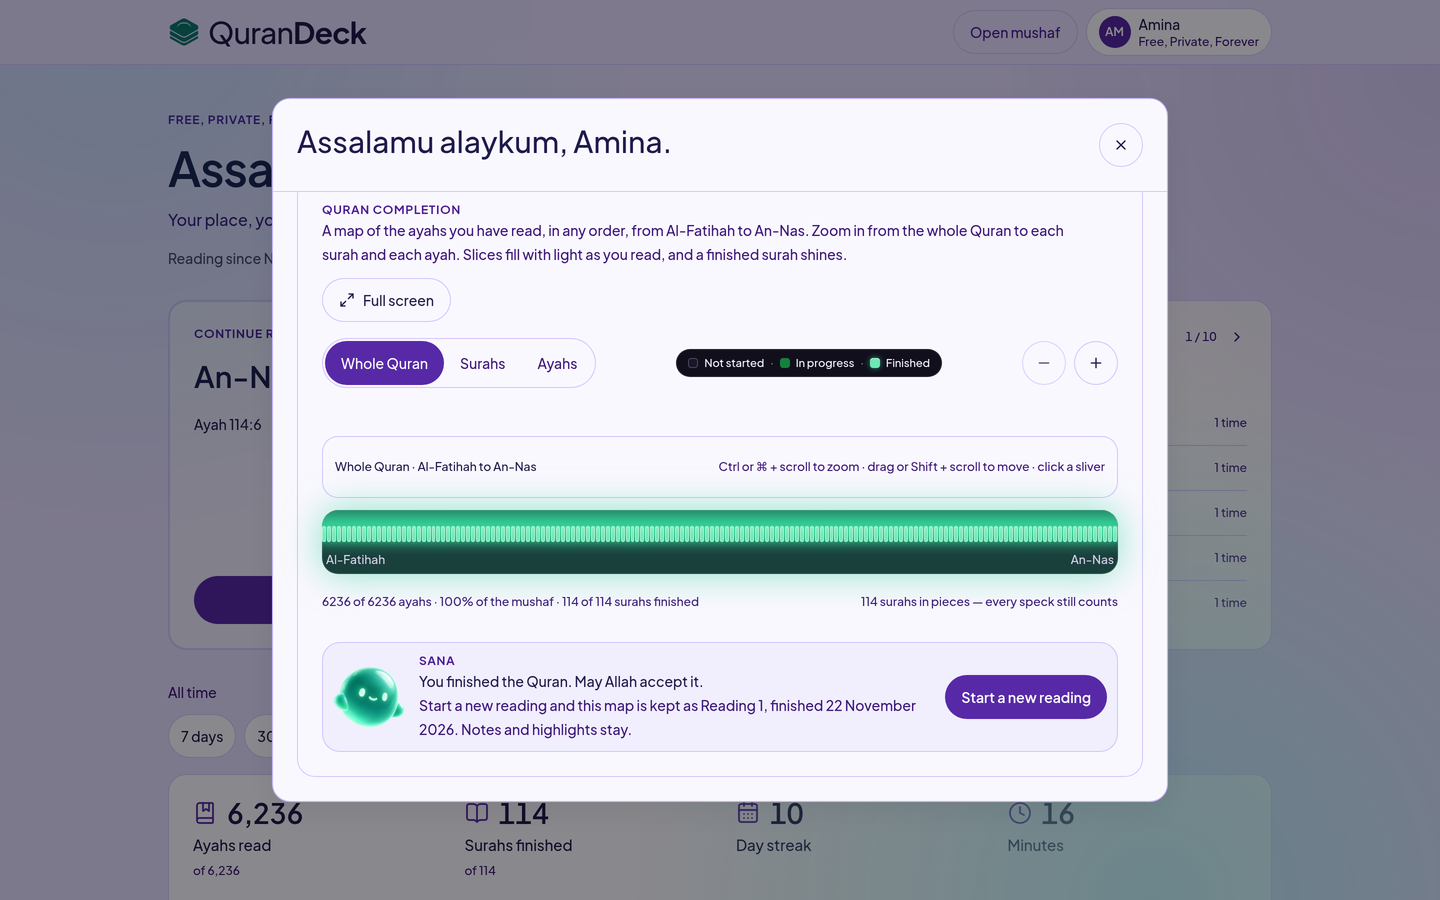 QuranDeck
Open mushaf
AM
Amina
Free, Private, Forever
FREE, PRIVATE, F
Assa
Your place, yo
Reading since N
CONTINUE R
An-N
Ayah 114:6
1 / 10
1 time
1 time
1 time
1 time
1 time
Assalamu alaykum, Amina.
QURAN COMPLETION
A map of the ayahs you have read, in any order, from Al-Fatihah to An-Nas. Zoom in from the whole Quran to each
surah and each ayah. Slices fill with light as you read, and a finished surah shines.
Full screen
Whole Quran
Surahs
Ayahs
Not started · In progress · Finished
Whole Quran · Al-Fatihah to An-Nas
Ctrl or ⌘ + scroll to zoom · drag or Shift + scroll to move · click a sliver
Al-Fatihah
An-Nas
6236 of 6236 ayahs · 100% of the mushaf · 114 of 114 surahs finished
114 surahs in pieces — every speck still counts
SANA
You finished the Quran. May Allah accept it.
Start a new reading and this map is kept as Reading 1, finished 22 November
2026. Notes and highlights stay.
Start a new reading
All time
7 days
30
6,236
Ayahs read
of 6,236
114
Surahs finished
of 114
10
Day streak
16
Minutes